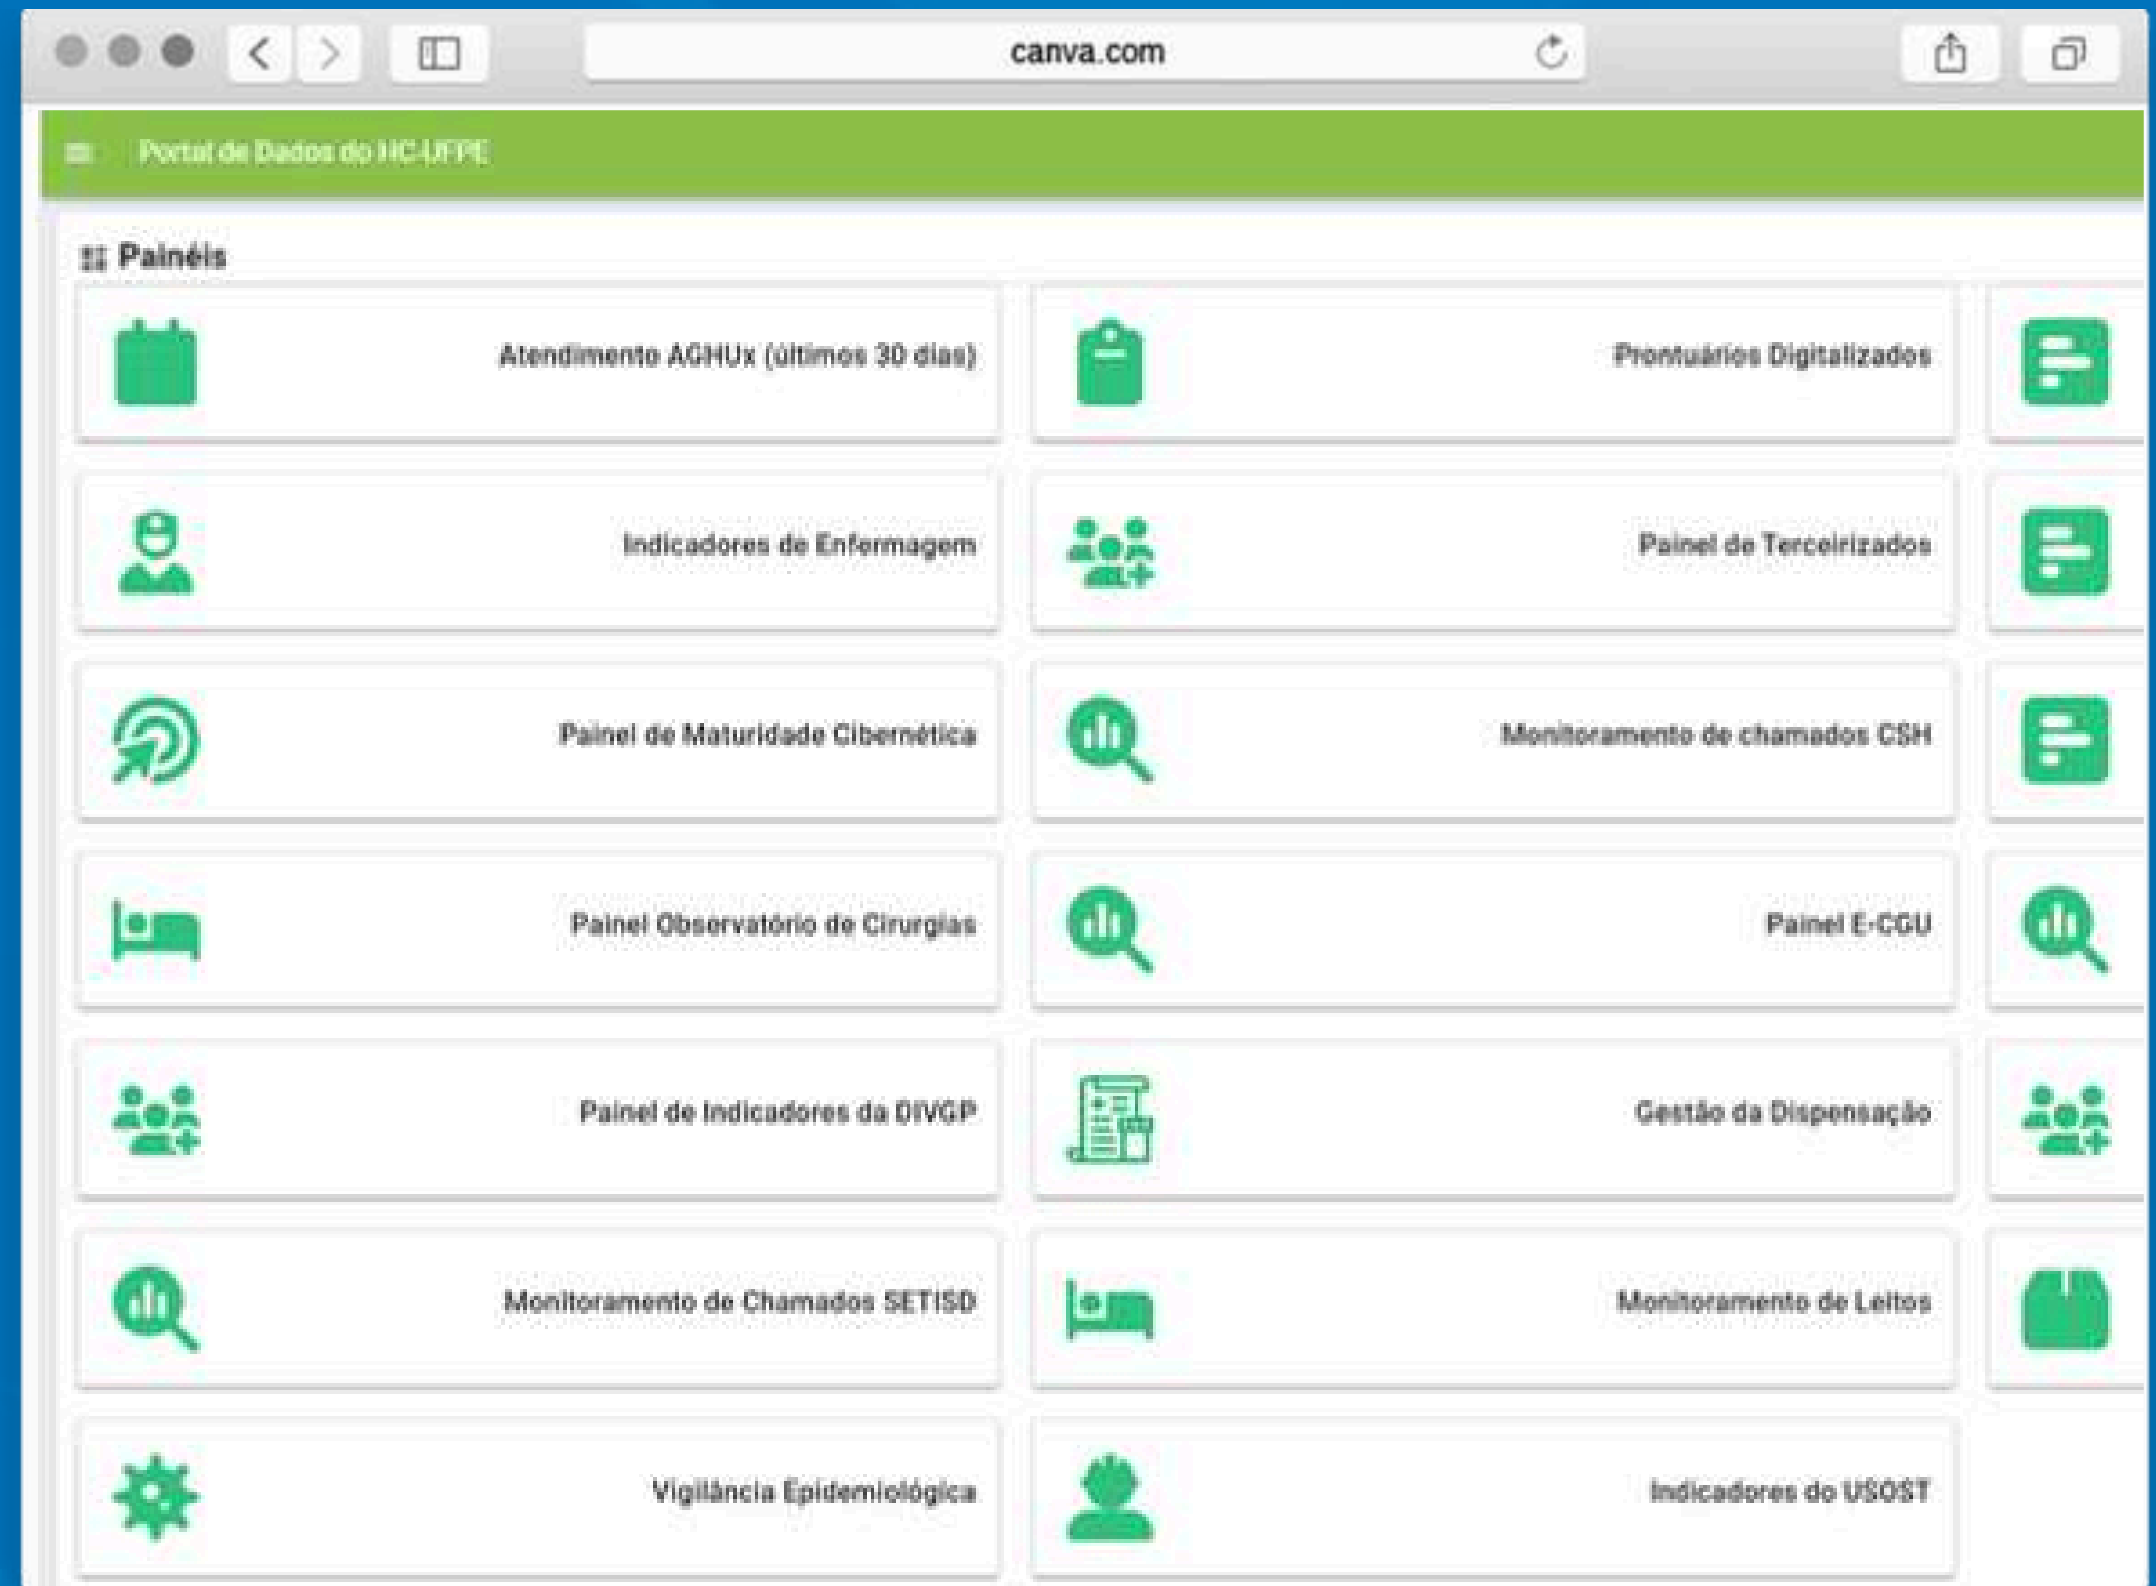 canva.com
Portal de Dados do HC-UFPE
Painéis
Atendimento AGHUx (últimos 30 dias)
Prontuários Digitalizados
Indicadores de Enfermagem
Painel de Terceirizados
Painel de Maturidade Cibernética
Monitoramento de chamados CSH
Painel Observatório de Cirurgias
Painel E-CGU
Painel de Indicadores da DIVGP
Gestão da Dispensação
Monitoramento de Chamados SETISD
Monitoramento de Leitos
Vigilância Epidemiológica
Indicadores do USOST